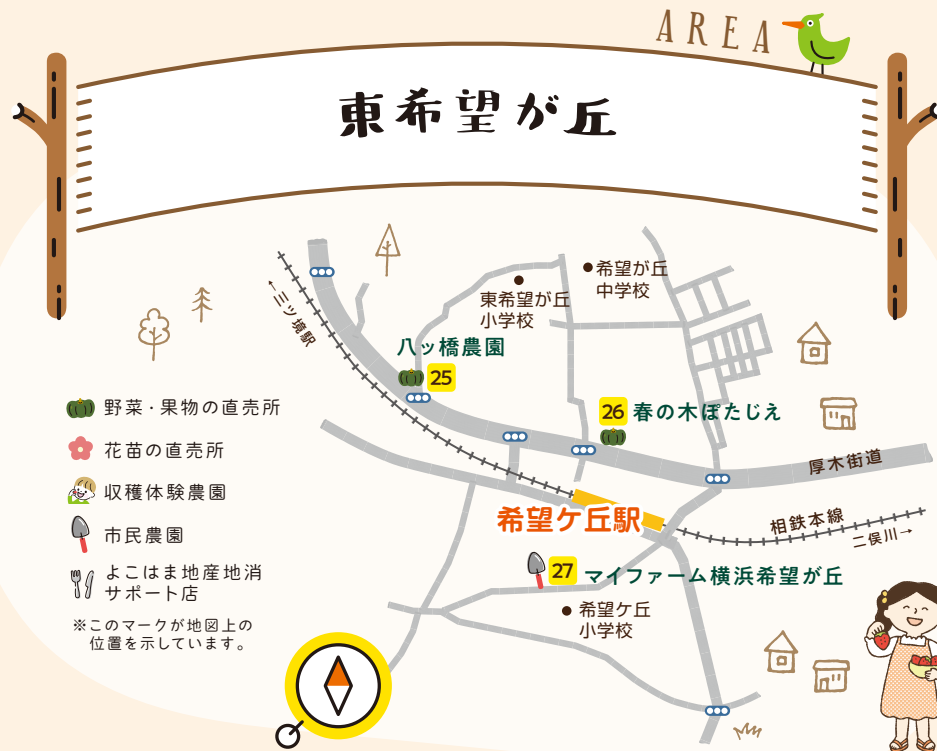 AREA
東希望が丘
希望が丘
中学校
東希望が丘
小学校
←三ツ境駅
八ッ橋農園
25
26 春の木ぽたじえ
野菜・果物の直売所
花苗の直売所
収穫体験農園
市民農園
よこはま地産地消
サポート店
※このマークが地図上の
位置を示しています。
厚木街道
希望ケ丘駅
相鉄本線
二俣川→
27 マイファーム横浜希望が丘
希望ケ丘
小学校